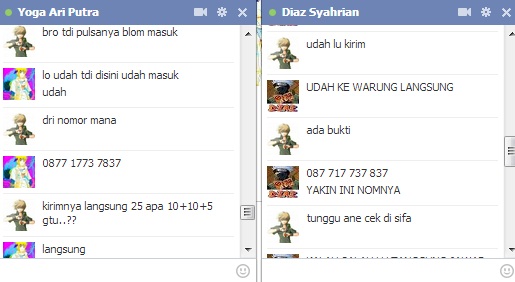 Yoga Ari Putra
bro tdi pulsanya blom masuk
lo udah tdi disini udah masuk
udah
dri nomor mana
0877 1773 7837
kirimnya langsung 25 apa 10+10+5
gtu..??
langsung
Diaz Syahrian
udah lu kirim
UDAH KE WARUNG LANGSUNG
ada bukti
087 717 737 837
YAKIN INI NOMNYA
tunggu ane cek di sifa